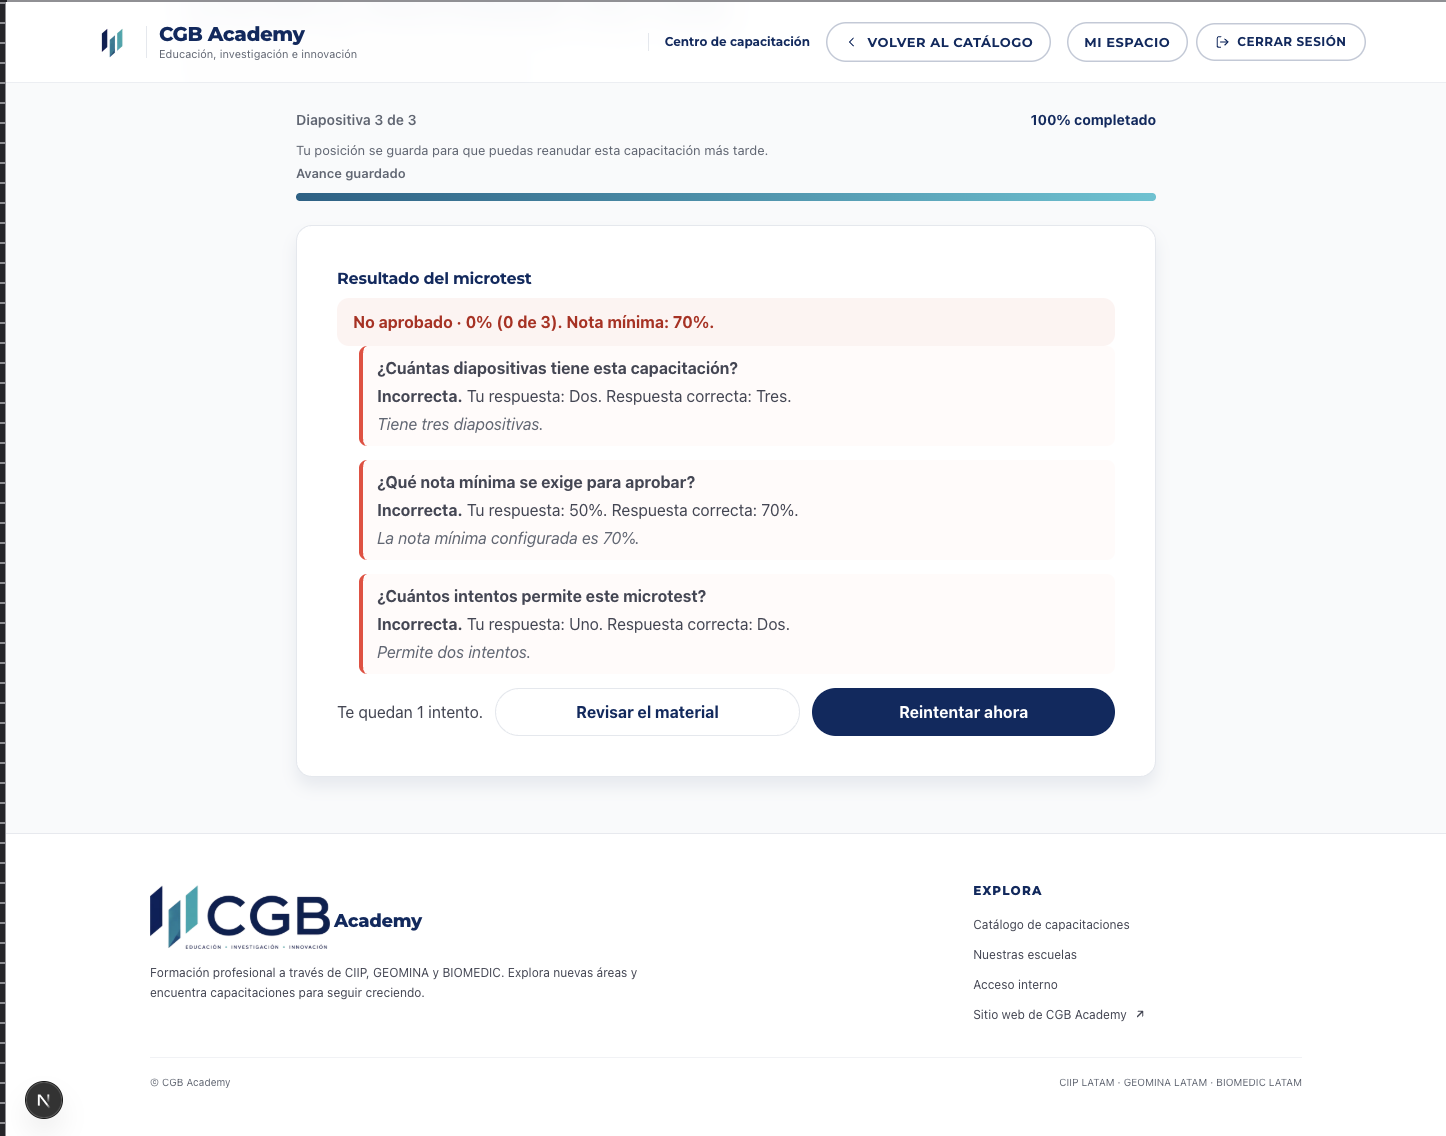 CGB Academy
Educación, investigación e innovación
Centro de capacitación
VOLVER AL CATÁLOGO
MI ESPACIO
CERRAR SESIÓN
Diapositiva 3 de 3
100% completado
Tu posición se guarda para que puedas reanudar esta capacitación más tarde.
Avance guardado
Resultado del microtest
No aprobado · 0% (0 de 3). Nota mínima: 70%.
¿Cuántas diapositivas tiene esta capacitación?
Incorrecta. Tu respuesta: Dos. Respuesta correcta: Tres.
Tiene tres diapositivas.
¿Qué nota mínima se exige para aprobar?
Incorrecta. Tu respuesta: 50%. Respuesta correcta: 70%.
La nota mínima configurada es 70%.
¿Cuántos intentos permite este microtest?
Incorrecta. Tu respuesta: Uno. Respuesta correcta: Dos.
Permite dos intentos.
Te quedan 1 intento.
Revisar el material
Reintentar ahora
CGB Academy
EDUCACIÓN • INVESTIGACIÓN • INNOVACIÓN
Formación profesional a través de CIIP, GEOMINA y BIOMEDIC. Explora nuevas áreas y
encuentra capacitaciones para seguir creciendo.
EXPLORA
Catálogo de capacitaciones
Nuestras escuelas
Acceso interno
Sitio web de CGB Academy
© CGB Academy
CIIP LATAM · GEOMINA LATAM · BIOMEDIC LATAM
N